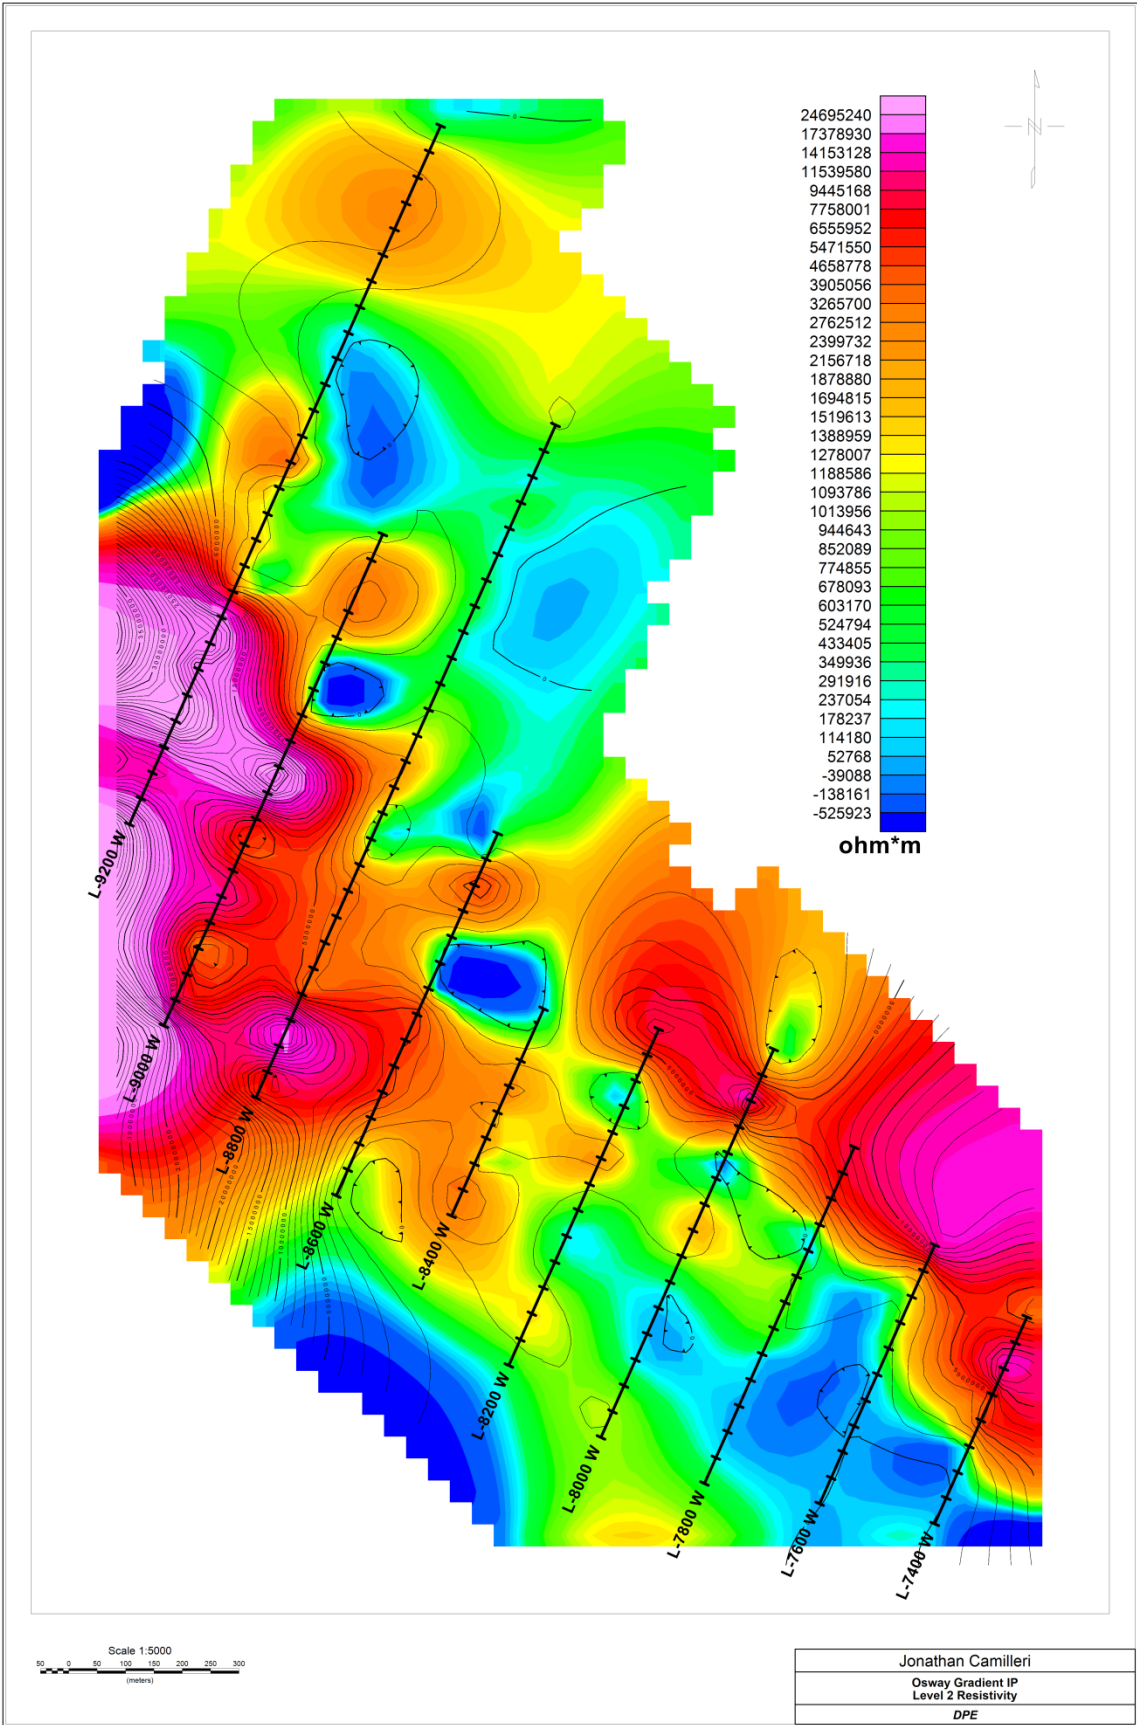 24695240
17378930
14153128
11539580
9445168
7758001
6555952
5471550
4658778
3905056
3265700
2762512
2399732
2156718
1878880
1694815
1519613
1388959
1278007
1188586
1093786
1013956
944643
852089
774855
678093
603170
524794
433405
349936
291916
237054
178237
114180
52768
-39088
-138161
-525923
ohm*m
N
L-9200 W
L-9000 W
L-8800 W
L-8600 W
L-8400 W
L-8200 W
L-8000 W
L-7800 W
L-7600 W
L-7400 W
Scale 1:5000
50 0 50 100 150 200 250 300
(meters)
Jonathan Camilleri
Osway Gradient IP
Level 2 Resistivity
DPE